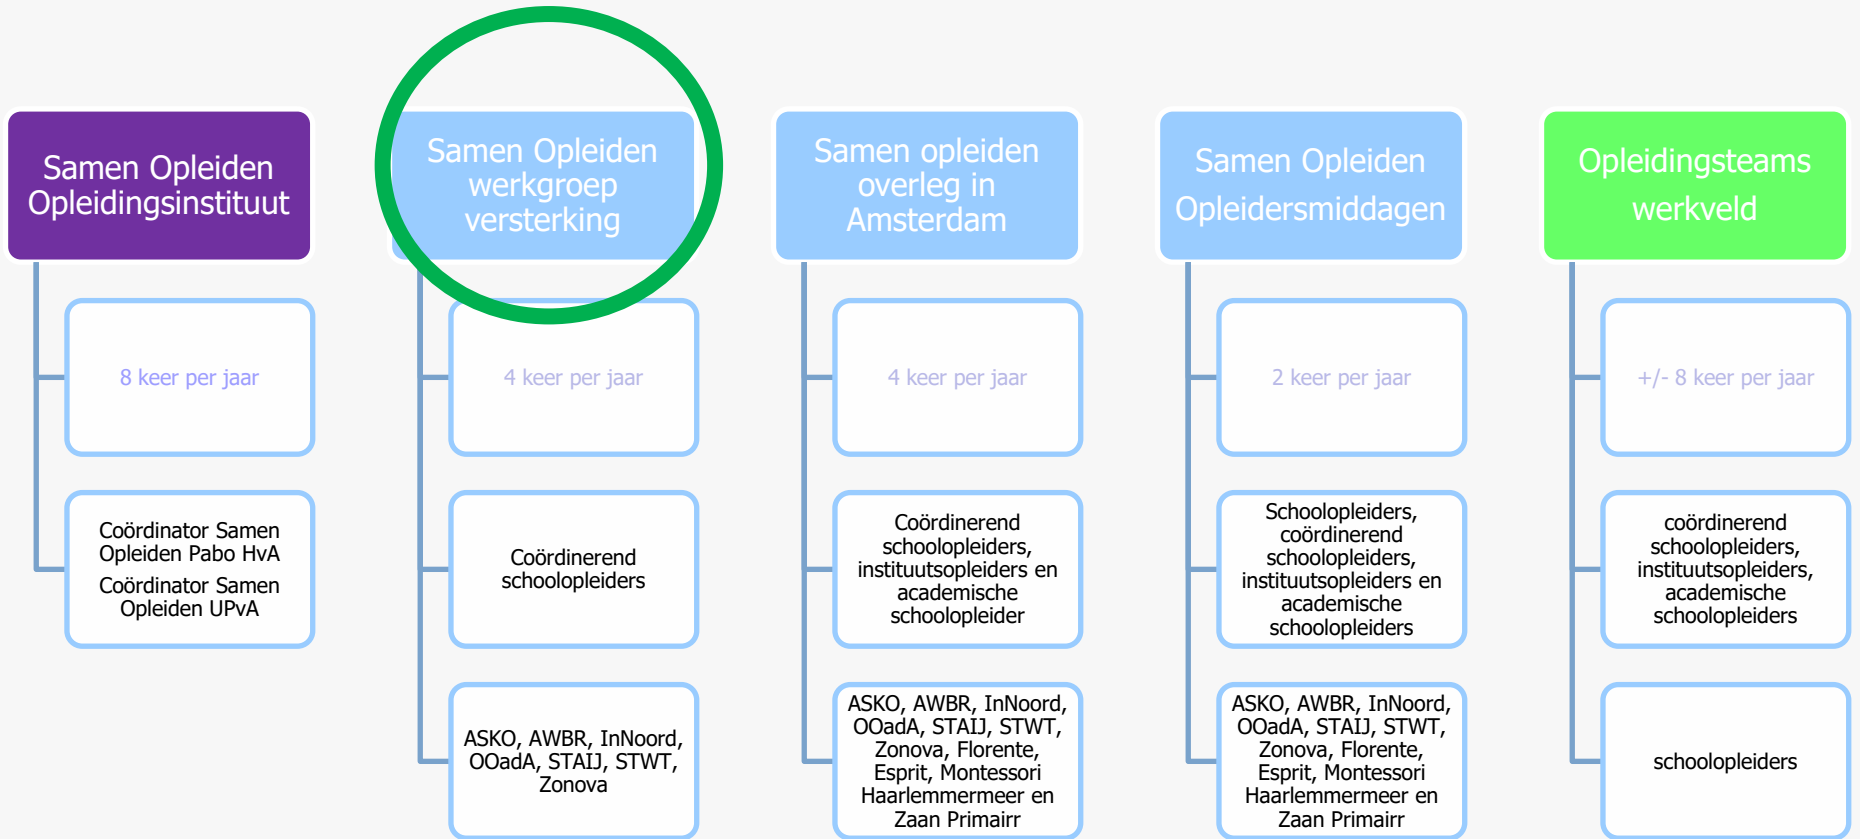 Samen Opleiden
Opleidingsinstituut
8 keer per jaar
Coördinator Samen
Opleiden Pabo HvA
Coördinator Samen
Opleiden UPvA
Samen Opleiden
werkgroep
versterking
4 keer per jaar
Coördinerend
schoolopleiders
ASKO, AWBR, InNoord,
OOadA, STAIJ, STWT,
Zonova
Samen opleiden
overleg in
Amsterdam
4 keer per jaar
Coördinerend
schoolopleiders,
instituutsopleiders en
academische
schoolopleider
ASKO, AWBR, InNoord,
OOadA, STAIJ, STWT,
Zonova, Florente,
Esprit, Montessori
Haarlemmermeer en
Zaan Primairr
Samen Opleiden
Opleidersmiddagen
2 keer per jaar
Schoolopleiders,
coördinerend
schoolopleiders,
instituutsopleiders en
academische
schoolopleiders
ASKO, AWBR, InNoord,
OOadA, STAIJ, STWT,
Zonova, Florente,
Esprit, Montessori
Haarlemmermeer en
Zaan Primairr
Opleidingsteams
werkveld
+/- 8 keer per jaar
coördinerend
schoolopleiders,
instituutsopleiders,
academische
schoolopleiders
schoolopleiders